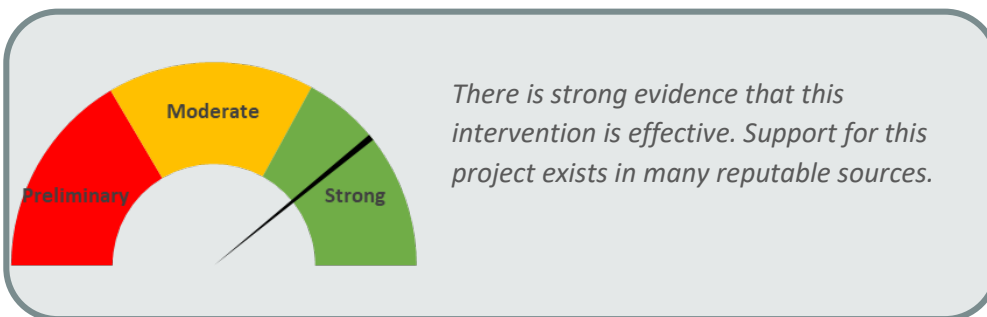 Moderate
Preliminary
Strong
There is strong evidence that this
intervention is effective. Support for this
project exists in many reputable sources.